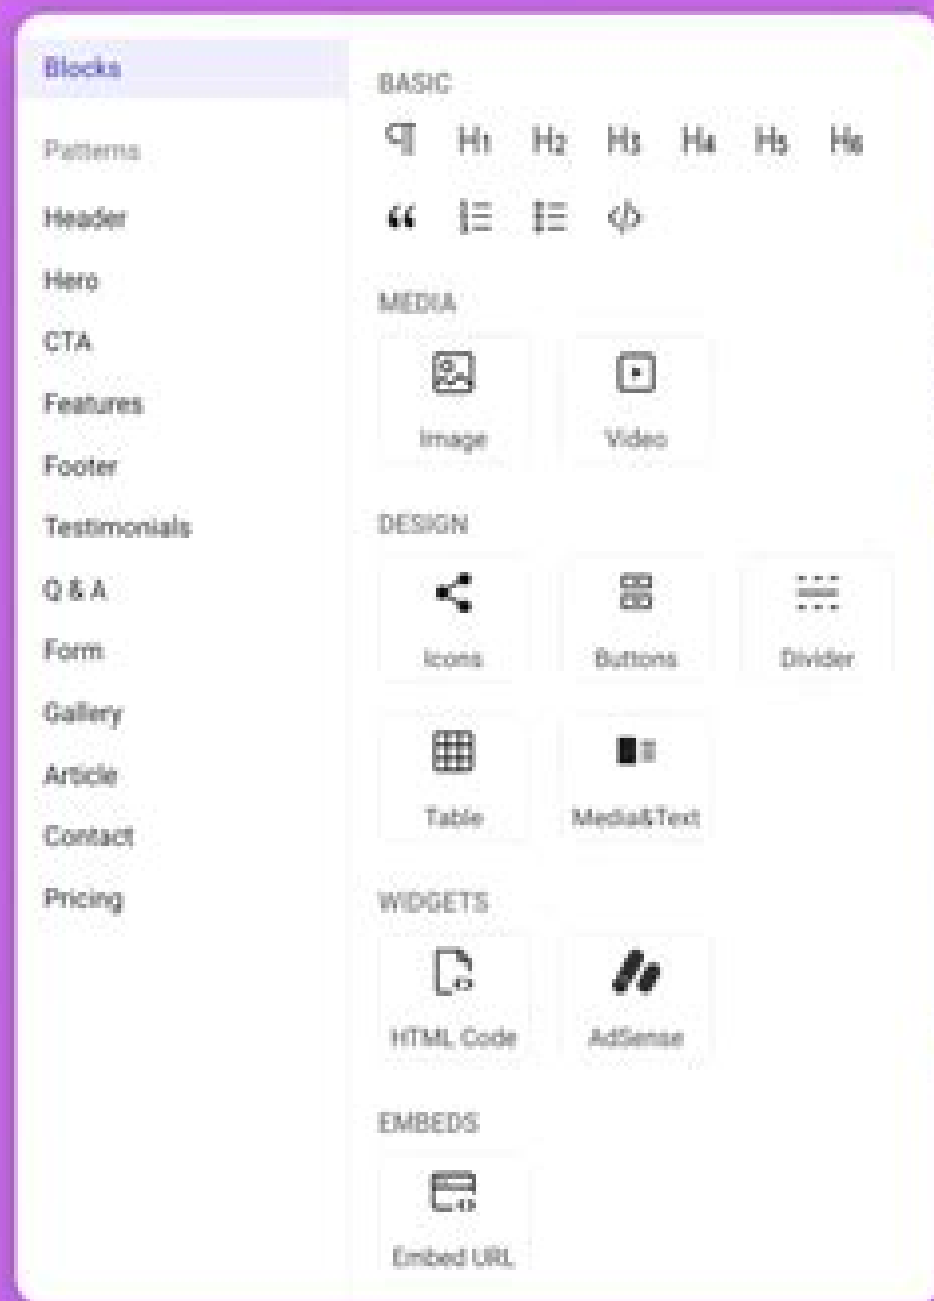 Blocks
Patterns
Header
Hero
CTA
Features
Footer
Testimonials
Q & A
Form
Gallery
Article
Contact
Pricing
BASIC
¶ H1 H2 H3 H4 H5 H6
“ </>
MEDIA
Image Video
DESIGN
Icons Buttons Divider
Table Media&Text
WIDGETS
HTML Code AdSense
EMBEDS
Embed URL